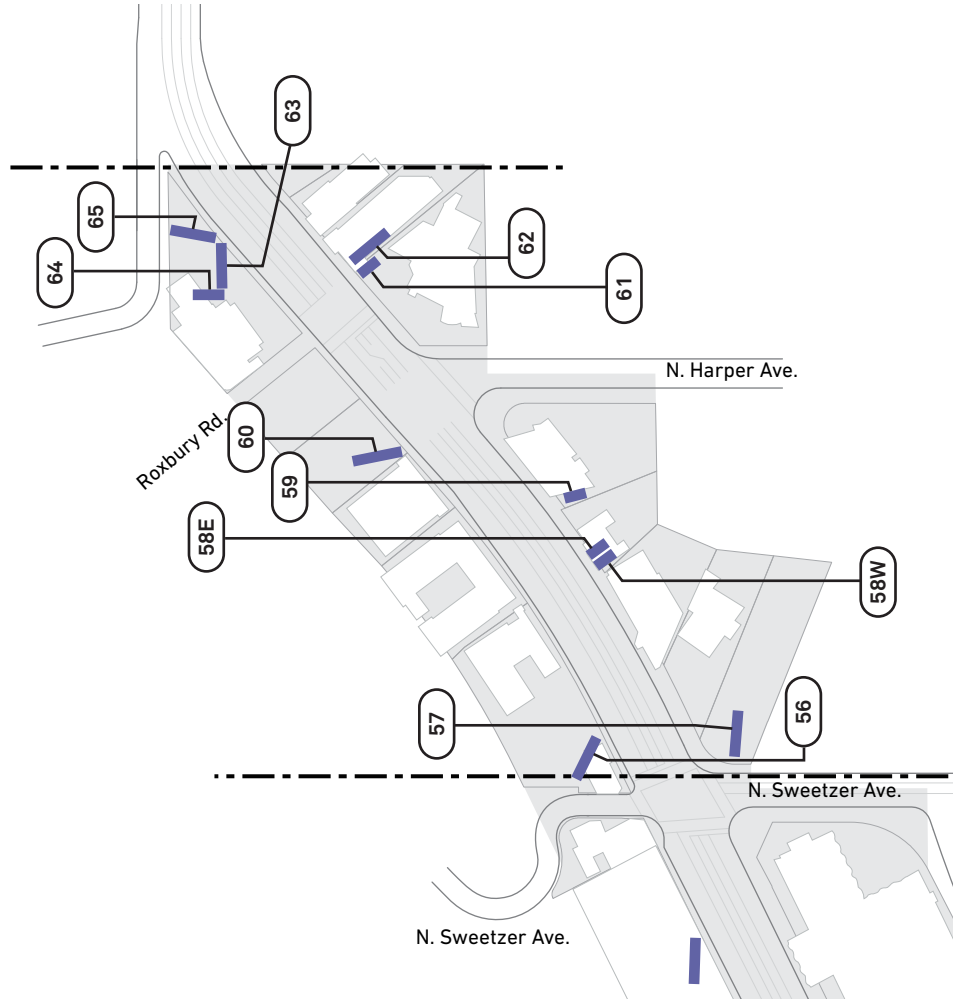 63
65
62
64
61
N. Harper Ave.
Roxbury Rd.
60
59
58E
58W
57
56
N. Sweetzer Ave.
N. Sweetzer Ave.